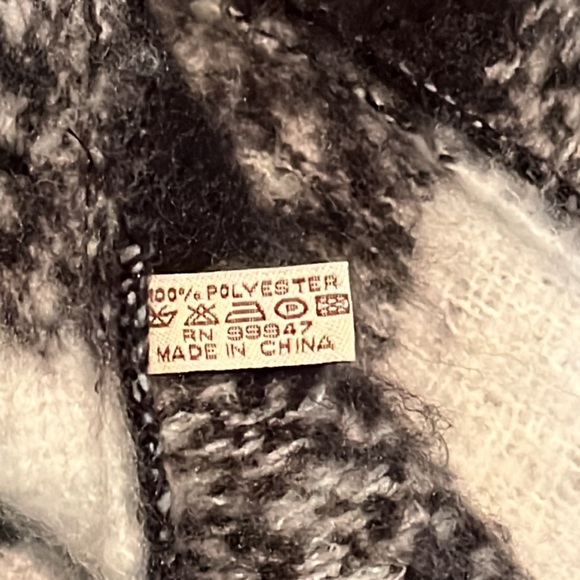 100% POLYESTER
RN 99947
MADE IN CHINA